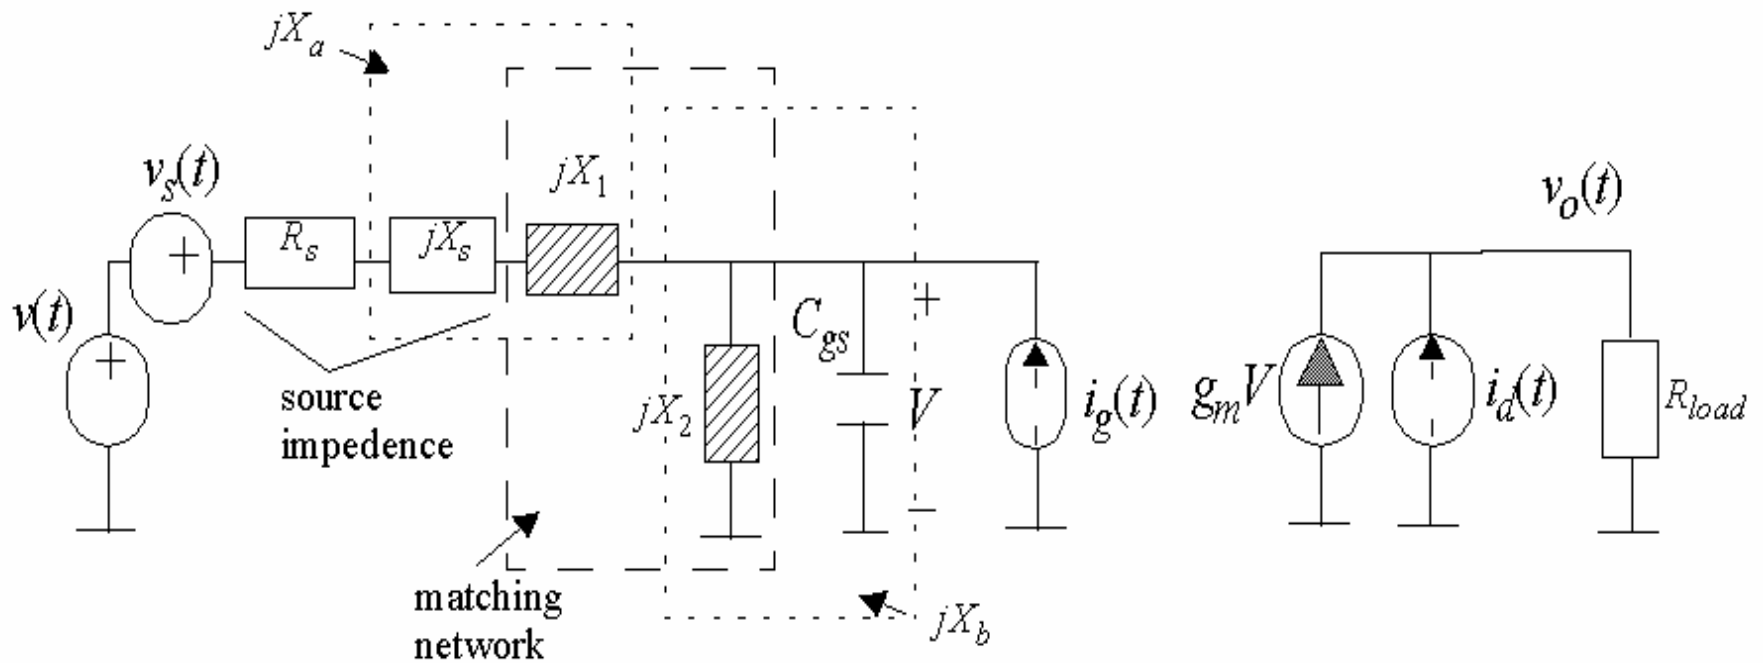 jX_a
v_s(t)
jX_1
v_o(t)
R_s
jX_s
v(t)
+
+
C_gs
+
source
impedence
jX_2
V
i_g(t)
g_mV
i_d(t)
R_load
−
matching
network
jX_b